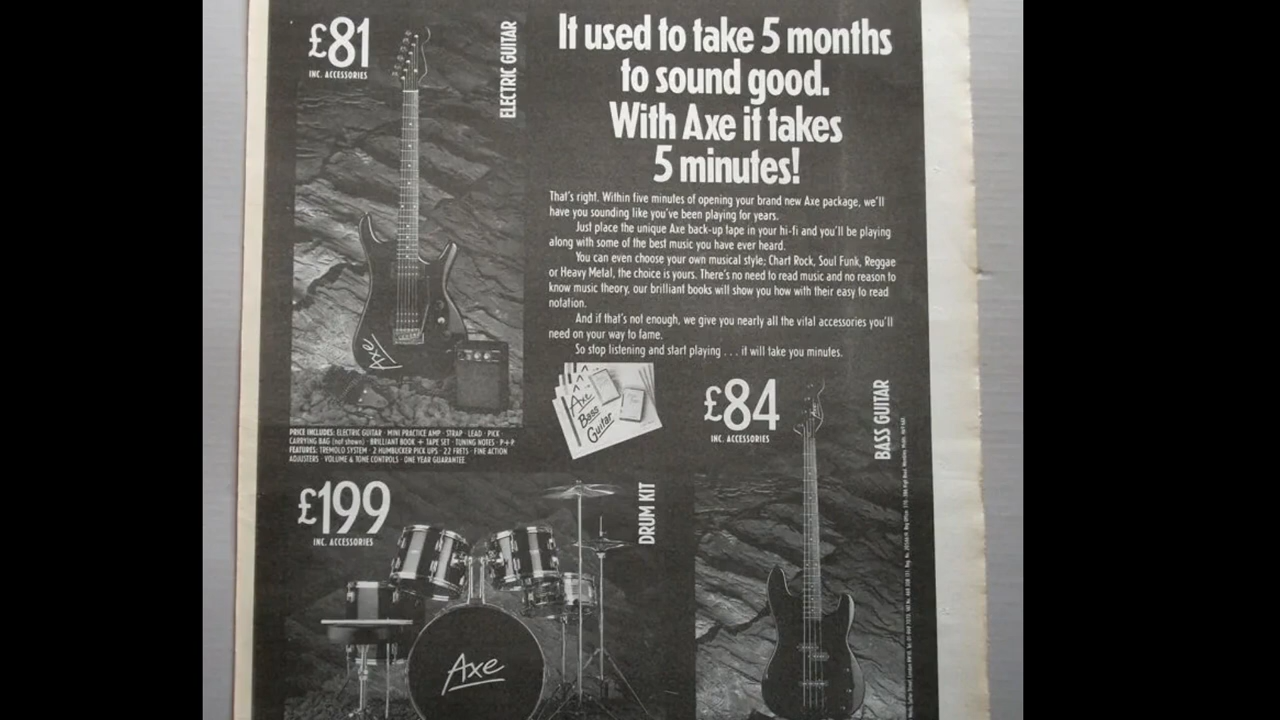 £81
INC. ACCESSORIES
ELECTRIC GUITAR
It used to take 5 months
to sound good.
With Axe it takes
5 minutes!
That's right. Within five minutes of opening your brand new Axe package, we'll
have you sounding like you've been playing for years.
Just place the unique Axe back-up tape in your hi-fi and you'll be playing
along with some of the best music you have ever heard.
You can even choose your own musical style; Chart Rock, Soul Funk, Reggae
or Heavy Metal, the choice is yours. There's no need to read music and no reason to
know music theory, our brilliant books will show you how with their easy to read
notation.
And if that's not enough, we give you nearly all the vital accessories you'll
need on your way to fame.
So stop listening and start playing . . . it will take you minutes.
Axe
PRICE INCLUDES: ELECTRIC GUITAR · MINI PRACTICE AMP · STRAP · LEAD · PICK ·
CARRYING BAG (not shown) · BRILLIANT BOOK + TAPE SET · TUNING NOTES · P+P
FEATURES: TREMOLO SYSTEM · 2 HUMBUCKER PICK UPS · 22 FRETS · FINE ACTION
ADJUSTERS · VOLUME & TONE CONTROLS · ONE YEAR GUARANTEE.
Axe
Bass
Guitar
£84
INC. ACCESSORIES
BASS GUITAR
£199
INC. ACCESSORIES
DRUM KIT
Axe